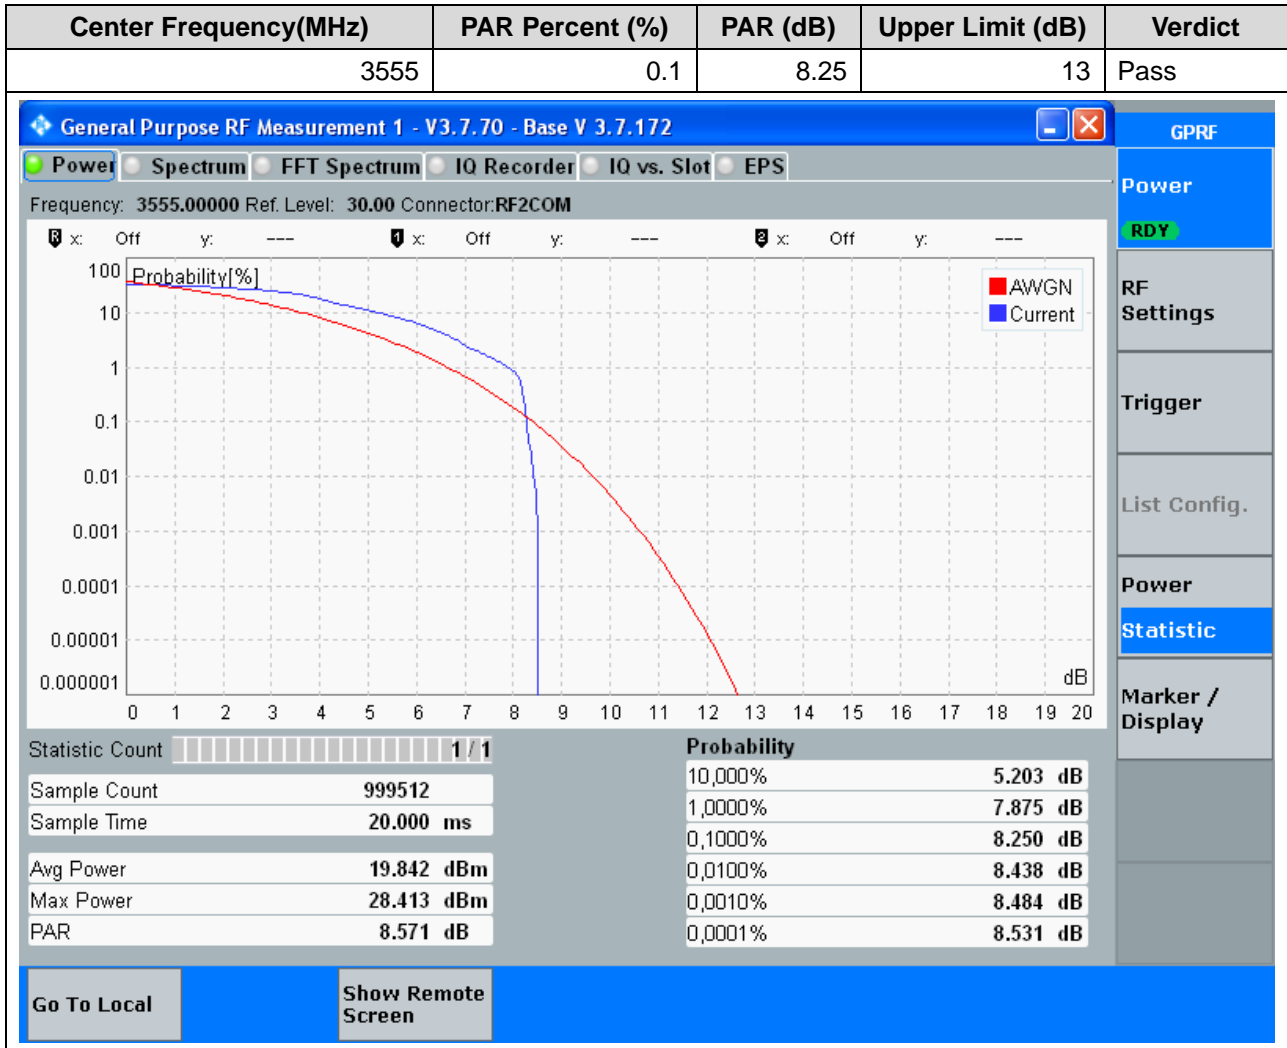 Center Frequency(MHz) PAR Percent (%) PAR (dB) Upper Limit (dB) Verdict
3555 0.1 8.25 13 Pass
General Purpose RF Measurement 1 - V3.7.70 - Base V 3.7.172
GPRF
Power Spectrum FFT Spectrum IQ Recorder IQ vs. Slot EPS
Power
RDY
Frequency: 3555.00000 Ref. Level: 30.00 Connector:RF2COM
R x: Off y: --- 1 x: Off y: --- 2 x: Off y: ---
Probability[%]
AWGN
Current
100
10
1
0.1
0.01
0.001
0.0001
0.00001
0.000001
dB
0 1 2 3 4 5 6 7 8 9 10 11 12 13 14 15 16 17 18 19 20
RF
Settings
Trigger
List Config.
Power
Statistic
Marker /
Display
Statistic Count 1 / 1
Sample Count 999512
Sample Time 20.000 ms
Avg Power 19.842 dBm
Max Power 28.413 dBm
PAR 8.571 dB
Probability
10,000% 5.203 dB
1,0000% 7.875 dB
0,1000% 8.250 dB
0,0100% 8.438 dB
0,0010% 8.484 dB
0,0001% 8.531 dB
Go To Local
Show Remote
Screen